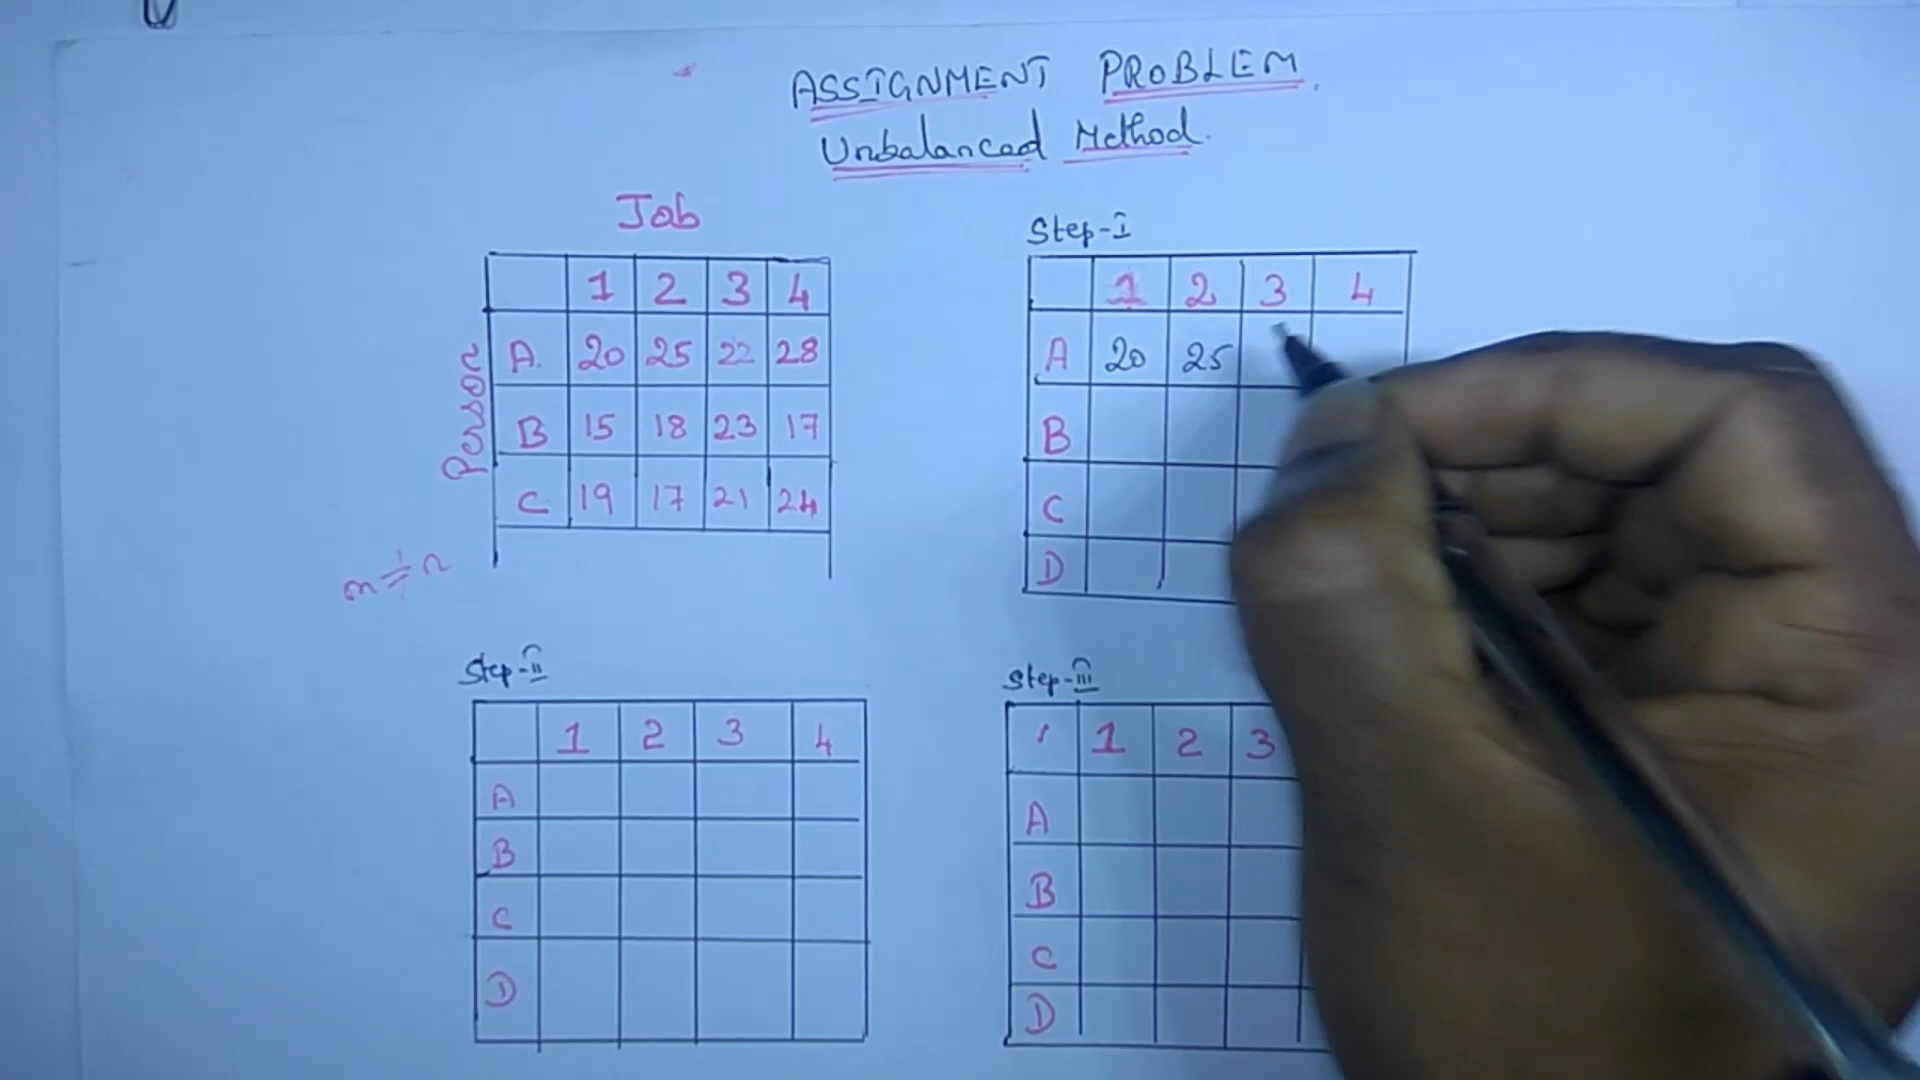 ASSIGNMENT PROBLEM.
Unbalanced Method.
Job
1 2 3 4
Person
A. 20 25 22 28
B 15 18 23 17
C 19 17 21 24
m ≠ n
Step-I
1 2 3 4
A 20 25
B
C
D
Step-II
1 2 3 4
A
B
C
D
Step-III
1 2 3
A
B
C
D